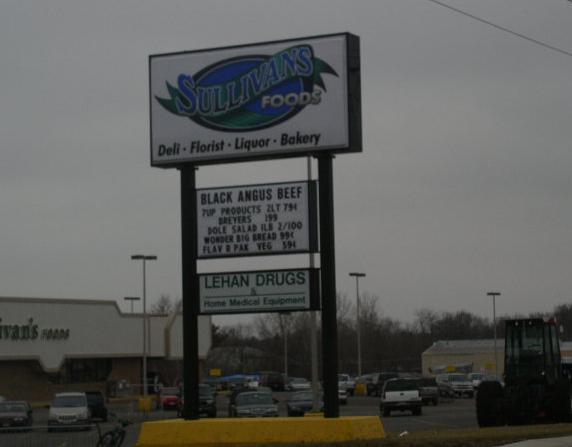 SULLIVAN'S
FOODS
Deli · Florist · Liquor · Bakery
BLACK ANGUS BEEF
7UP PRODUCTS 2LT 79¢
BREYERS 199
DOLE SALAD 1LB 2/100
WONDER BIG BREAD 99¢
FLAV R PAK VEG 59¢
LEHAN DRUGS
&
Home Medical Equipment
ivan's FOODS